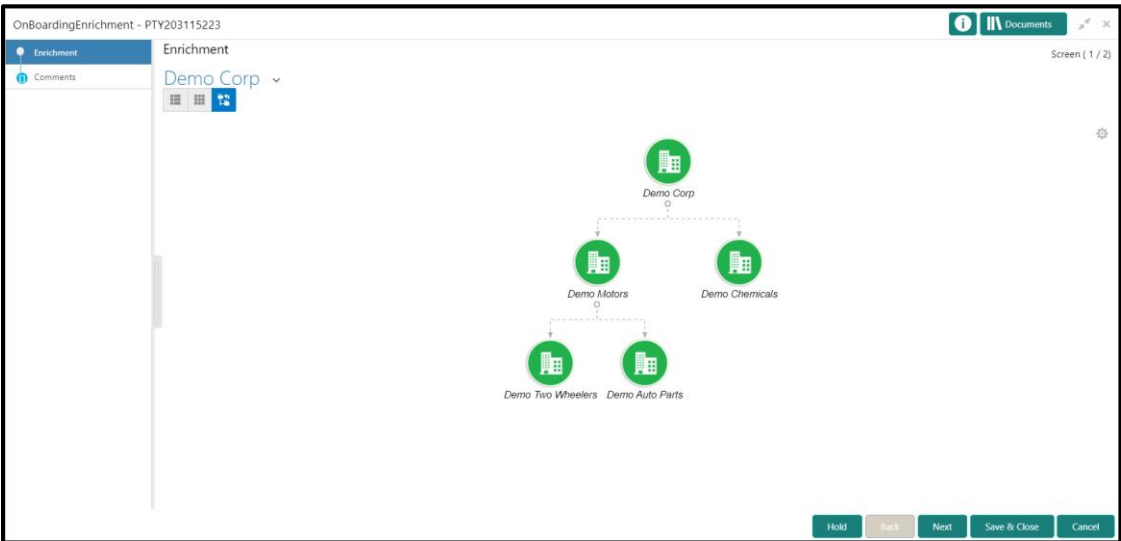 OnBoardingEnrichment - PTY203115223
Documents
Enrichment
Comments
Enrichment
Screen ( 1 / 2)
Demo Corp
Demo Corp
Demo Motors
Demo Chemicals
Demo Two Wheelers
Demo Auto Parts
Hold
Back
Next
Save & Close
Cancel